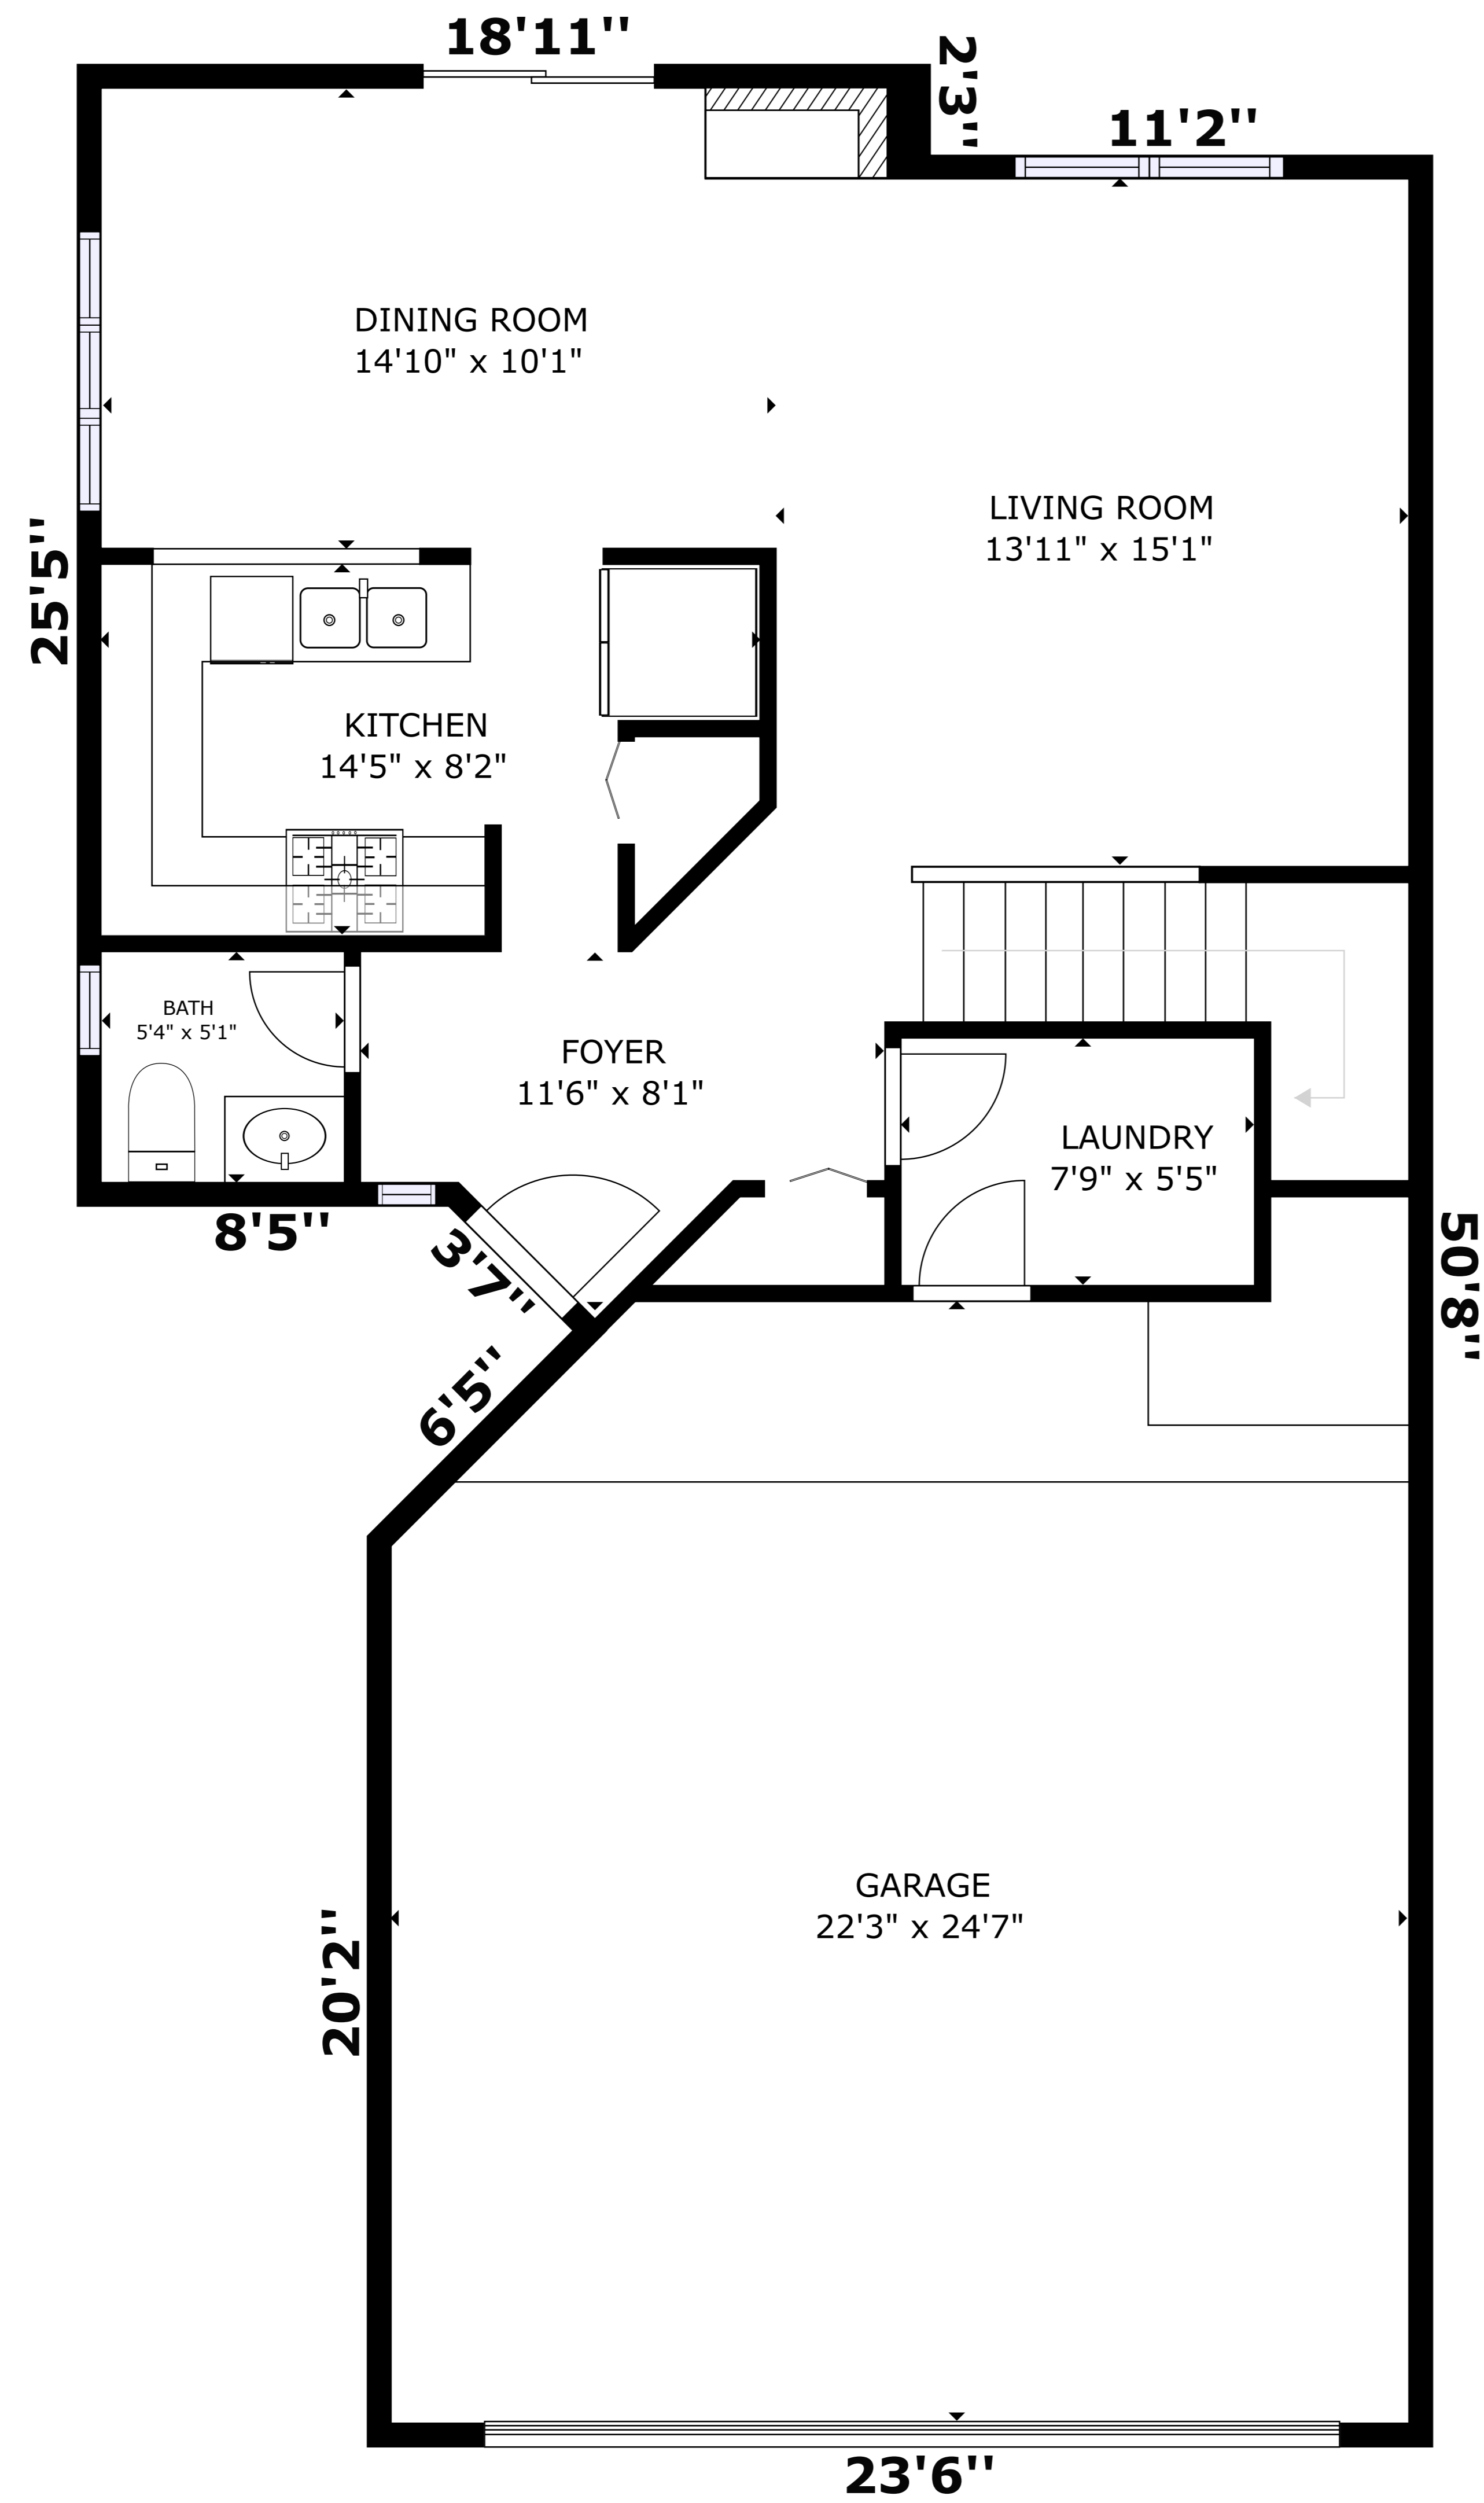 18'11''
2'3''
11'2''
DINING ROOM
14'10" x 10'1"
LIVING ROOM
13'11" x 15'1"
25'5''
KITCHEN
14'5" x 8'2"
BATH
5'4" x 5'1"
FOYER
11'6" x 8'1"
LAUNDRY
7'9" x 5'5"
8'5''
3'7''
50'8''
6'5''
GARAGE
22'3" x 24'7"
20'2''
23'6''